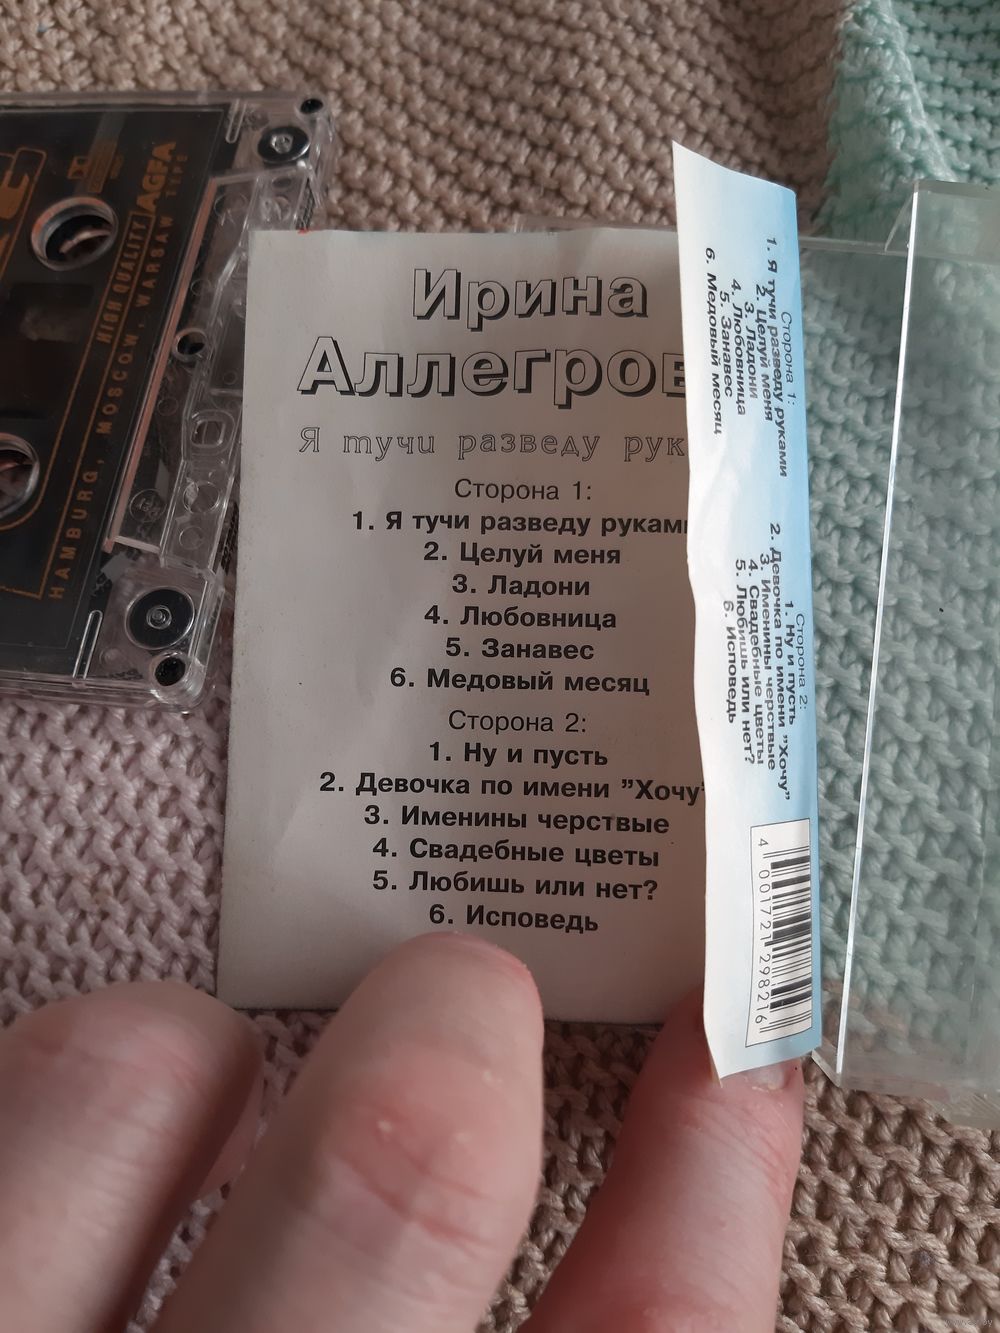 HIGH QUALITY AGFA
HAMBURG, MOSCOW, WARSAW TIPE
Ирина
Аллегров
Я тучи разведу рук
Сторона 1:
1. Я тучи разведу руками
2. Целуй меня
3. Ладони
4. Любовница
5. Занавес
6. Медовый месяц
Сторона 2:
1. Ну и пусть
2. Девочка по имени ”Хочу”
3. Именины черствые
4. Свадебные цветы
5. Любишь или нет?
6. Исповедь
Сторона 1:
1. Я тучи разведу руками
2. Целуй меня
3. Ладони
4. Любовница
5. Занавес
6. Медовый месяц
Сторона 2:
1. Ну и пусть
2. Девочка по имени ”Хочу”
3. Именины черствые
4. Свадебные цветы
5. Любишь или нет?
6. Исповедь
4 001721 298216